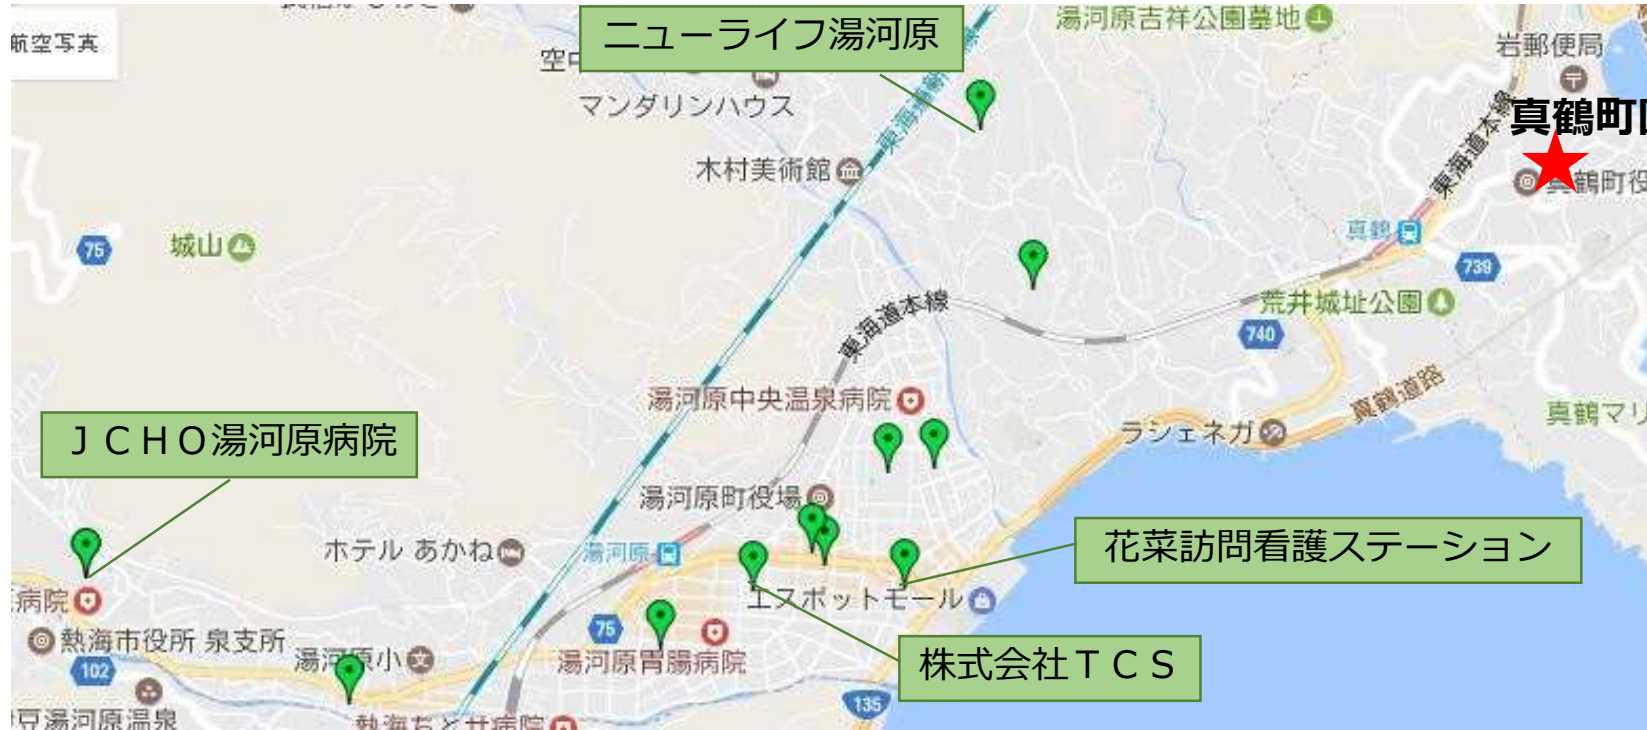 航空写真
ニューライフ湯河原
湯河原吉祥公園墓地
岩郵便局
マンダリンハウス
東海道本線
真鶴町
木村美術館
真鶴町役
75
城山
真鶴
739
荒井城址公園
東海道本線
740
湯河原中央温泉病院
真鶴道路
ラシェネガ
真鶴マリ
ＪＣＨＯ湯河原病院
湯河原町役場
ホテル あかね
湯河原
花菜訪問看護ステーション
病院
エスポットモール
熱海市役所 泉支所
75
湯河原小
湯河原胃腸病院
株式会社ＴＣＳ
102
135
豆湯河原温泉